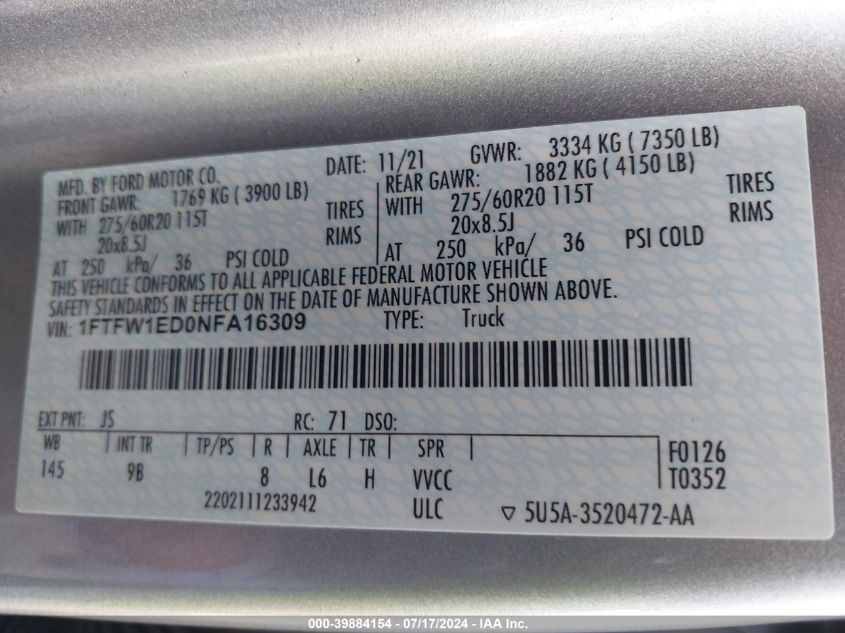 MFD. BY FORD MOTOR CO. DATE: 11/21 GVWR: 3334 KG ( 7350 LB)
FRONT GAWR: 1769 KG ( 3900 LB) REAR GAWR: 1882 KG ( 4150 LB)
WITH 275/60R20 115T TIRES WITH 275/60R20 115T TIRES
20x8.5J RIMS 20x8.5J RIMS
AT 250 kPa/ 36 PSI COLD AT 250 kPa/ 36 PSI COLD
THIS VEHICLE CONFORMS TO ALL APPLICABLE FEDERAL MOTOR VEHICLE
SAFETY STANDARDS IN EFFECT ON THE DATE OF MANUFACTURE SHOWN ABOVE.
VIN: 1FTFW1ED0NFA16309 TYPE: Truck
EXT PNT: JS RC: 71 DSO:
WB INT TR TP/PS R AXLE TR SPR F0126
145 9B 8 L6 H VVCC T0352
2202111233942 ULC ▽ 5U5A-3520472-AA
000-39884154 / 07/17/2024 - IAA Inc.